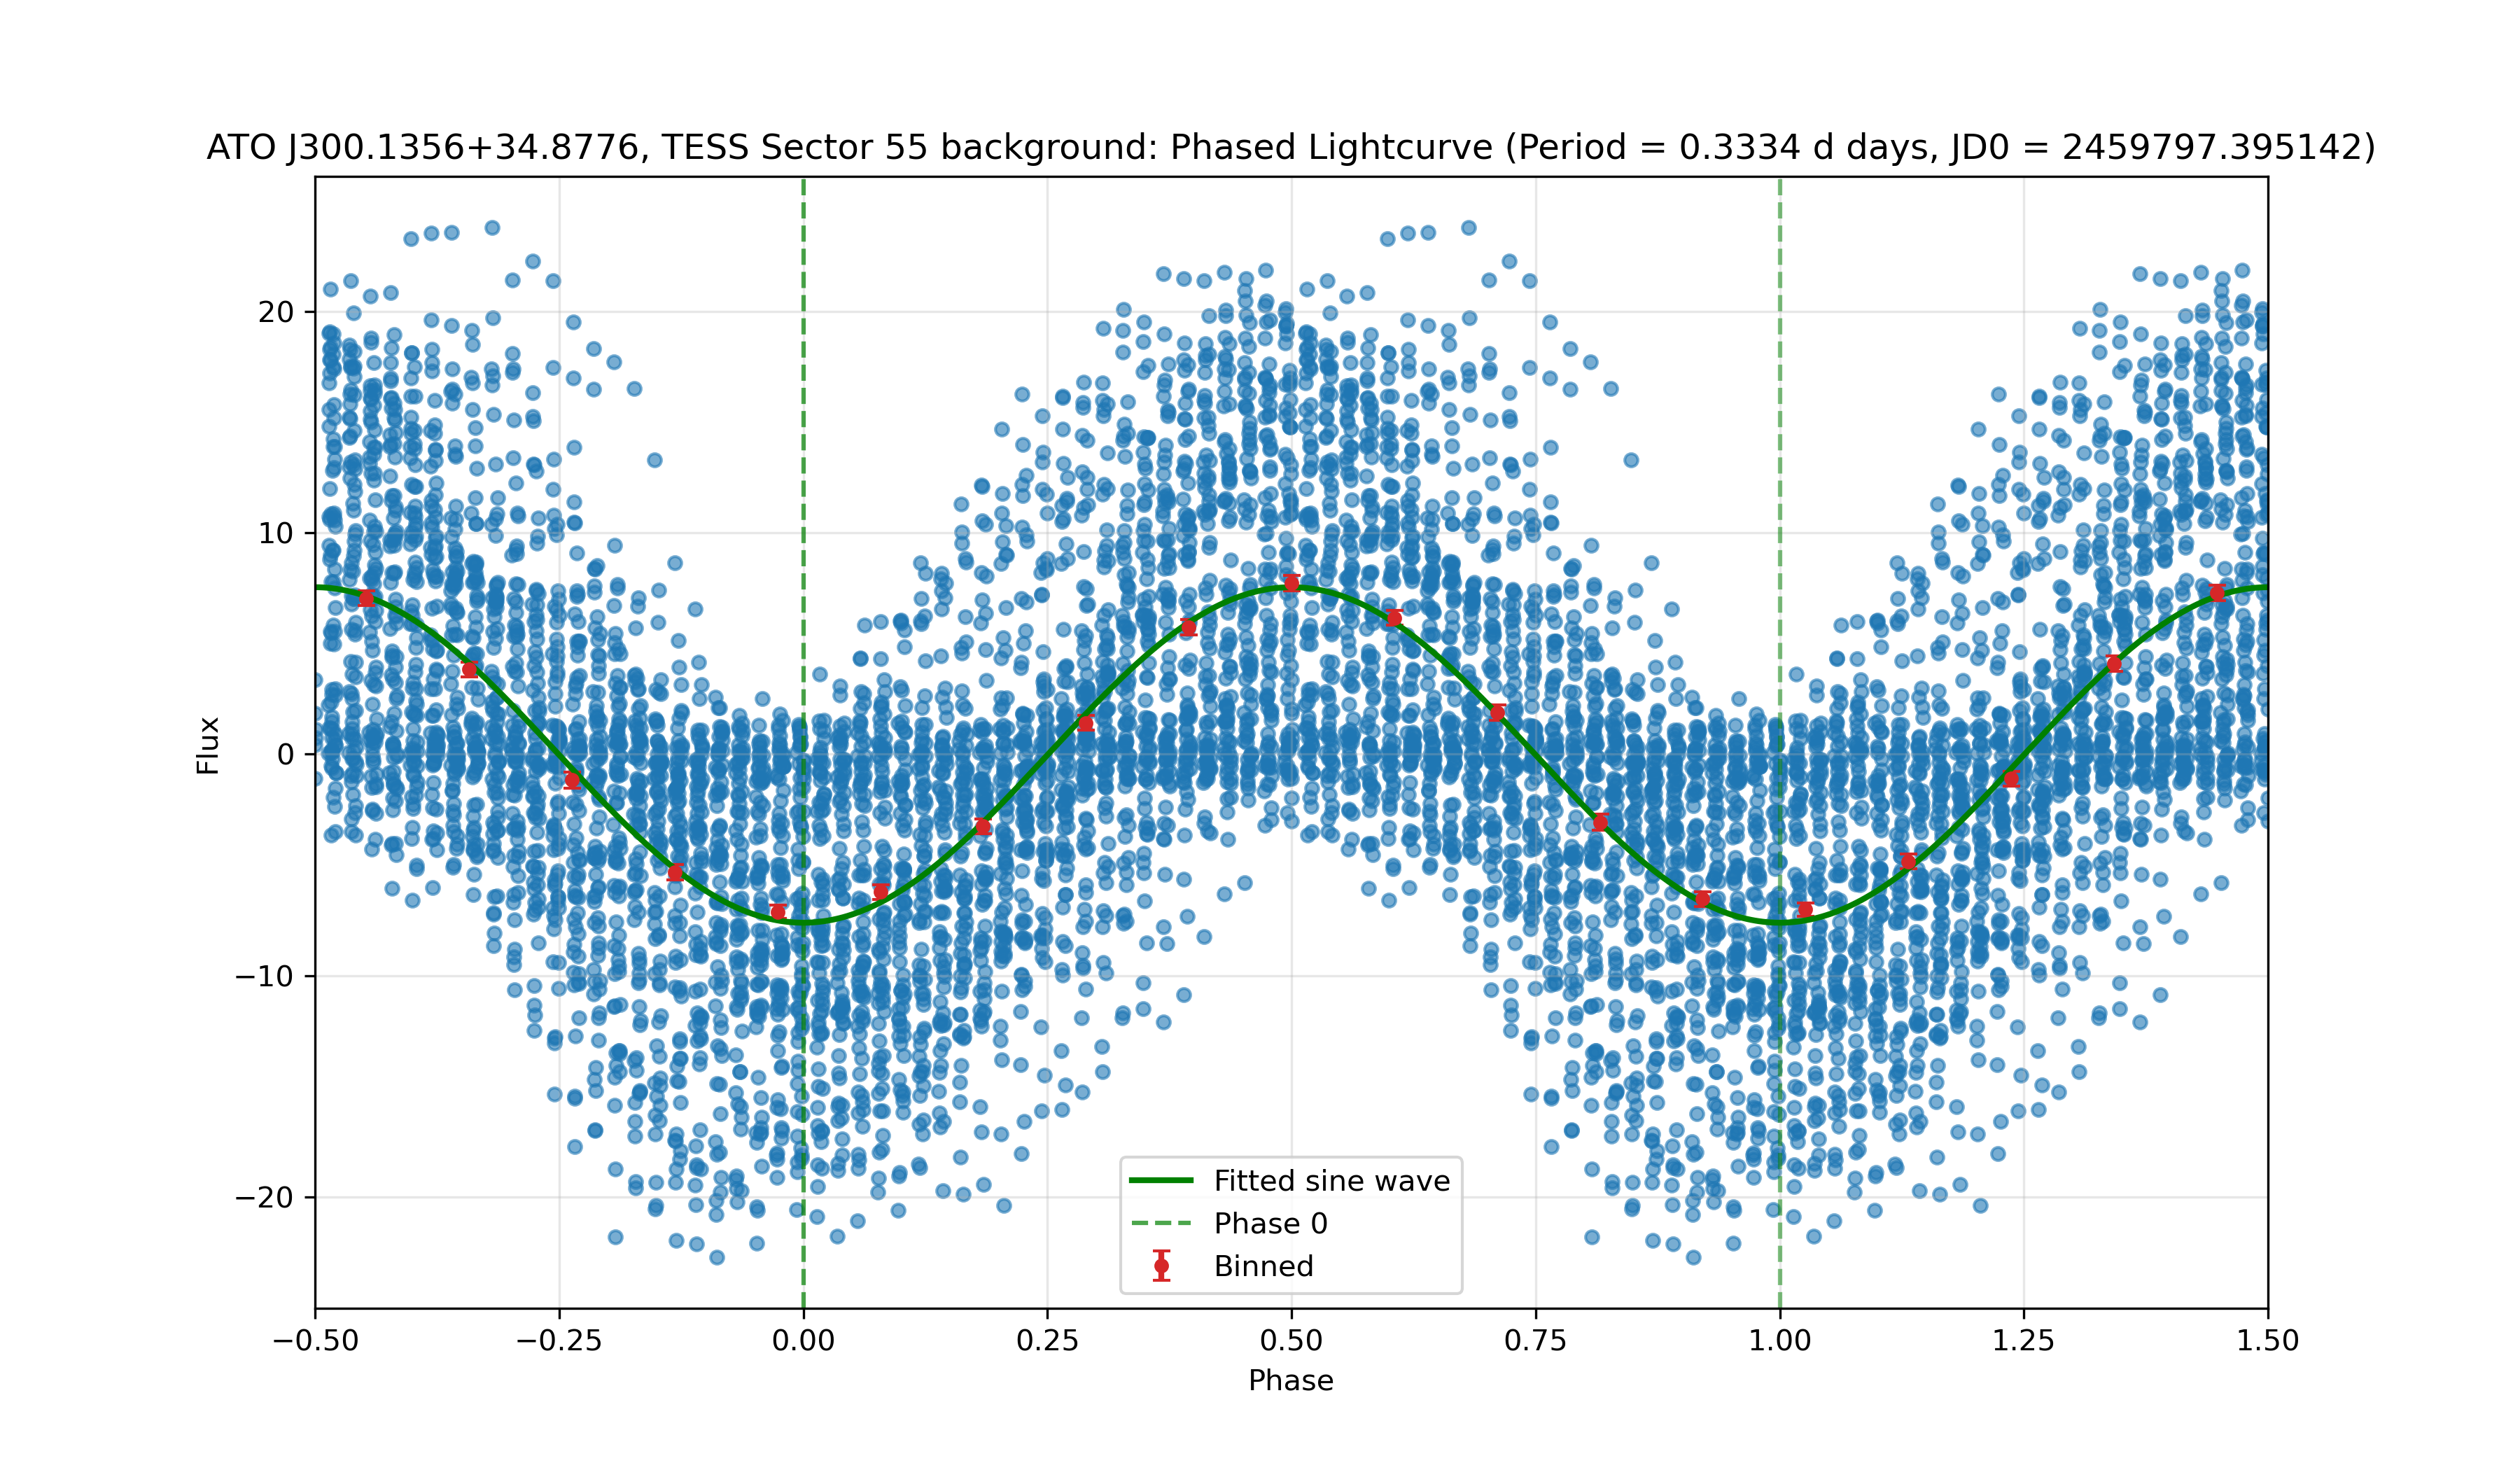 ATO J300.1356+34.8776, TESS Sector 55 background: Phased Lightcurve (Period = 0.3334 d days, JD0 = 2459797.395142)
20
10
0
−10
−20
Flux
Fitted sine wave
Phase 0
Binned
−0.50 −0.25 0.00 0.25 0.50 0.75 1.00 1.25 1.50
Phase